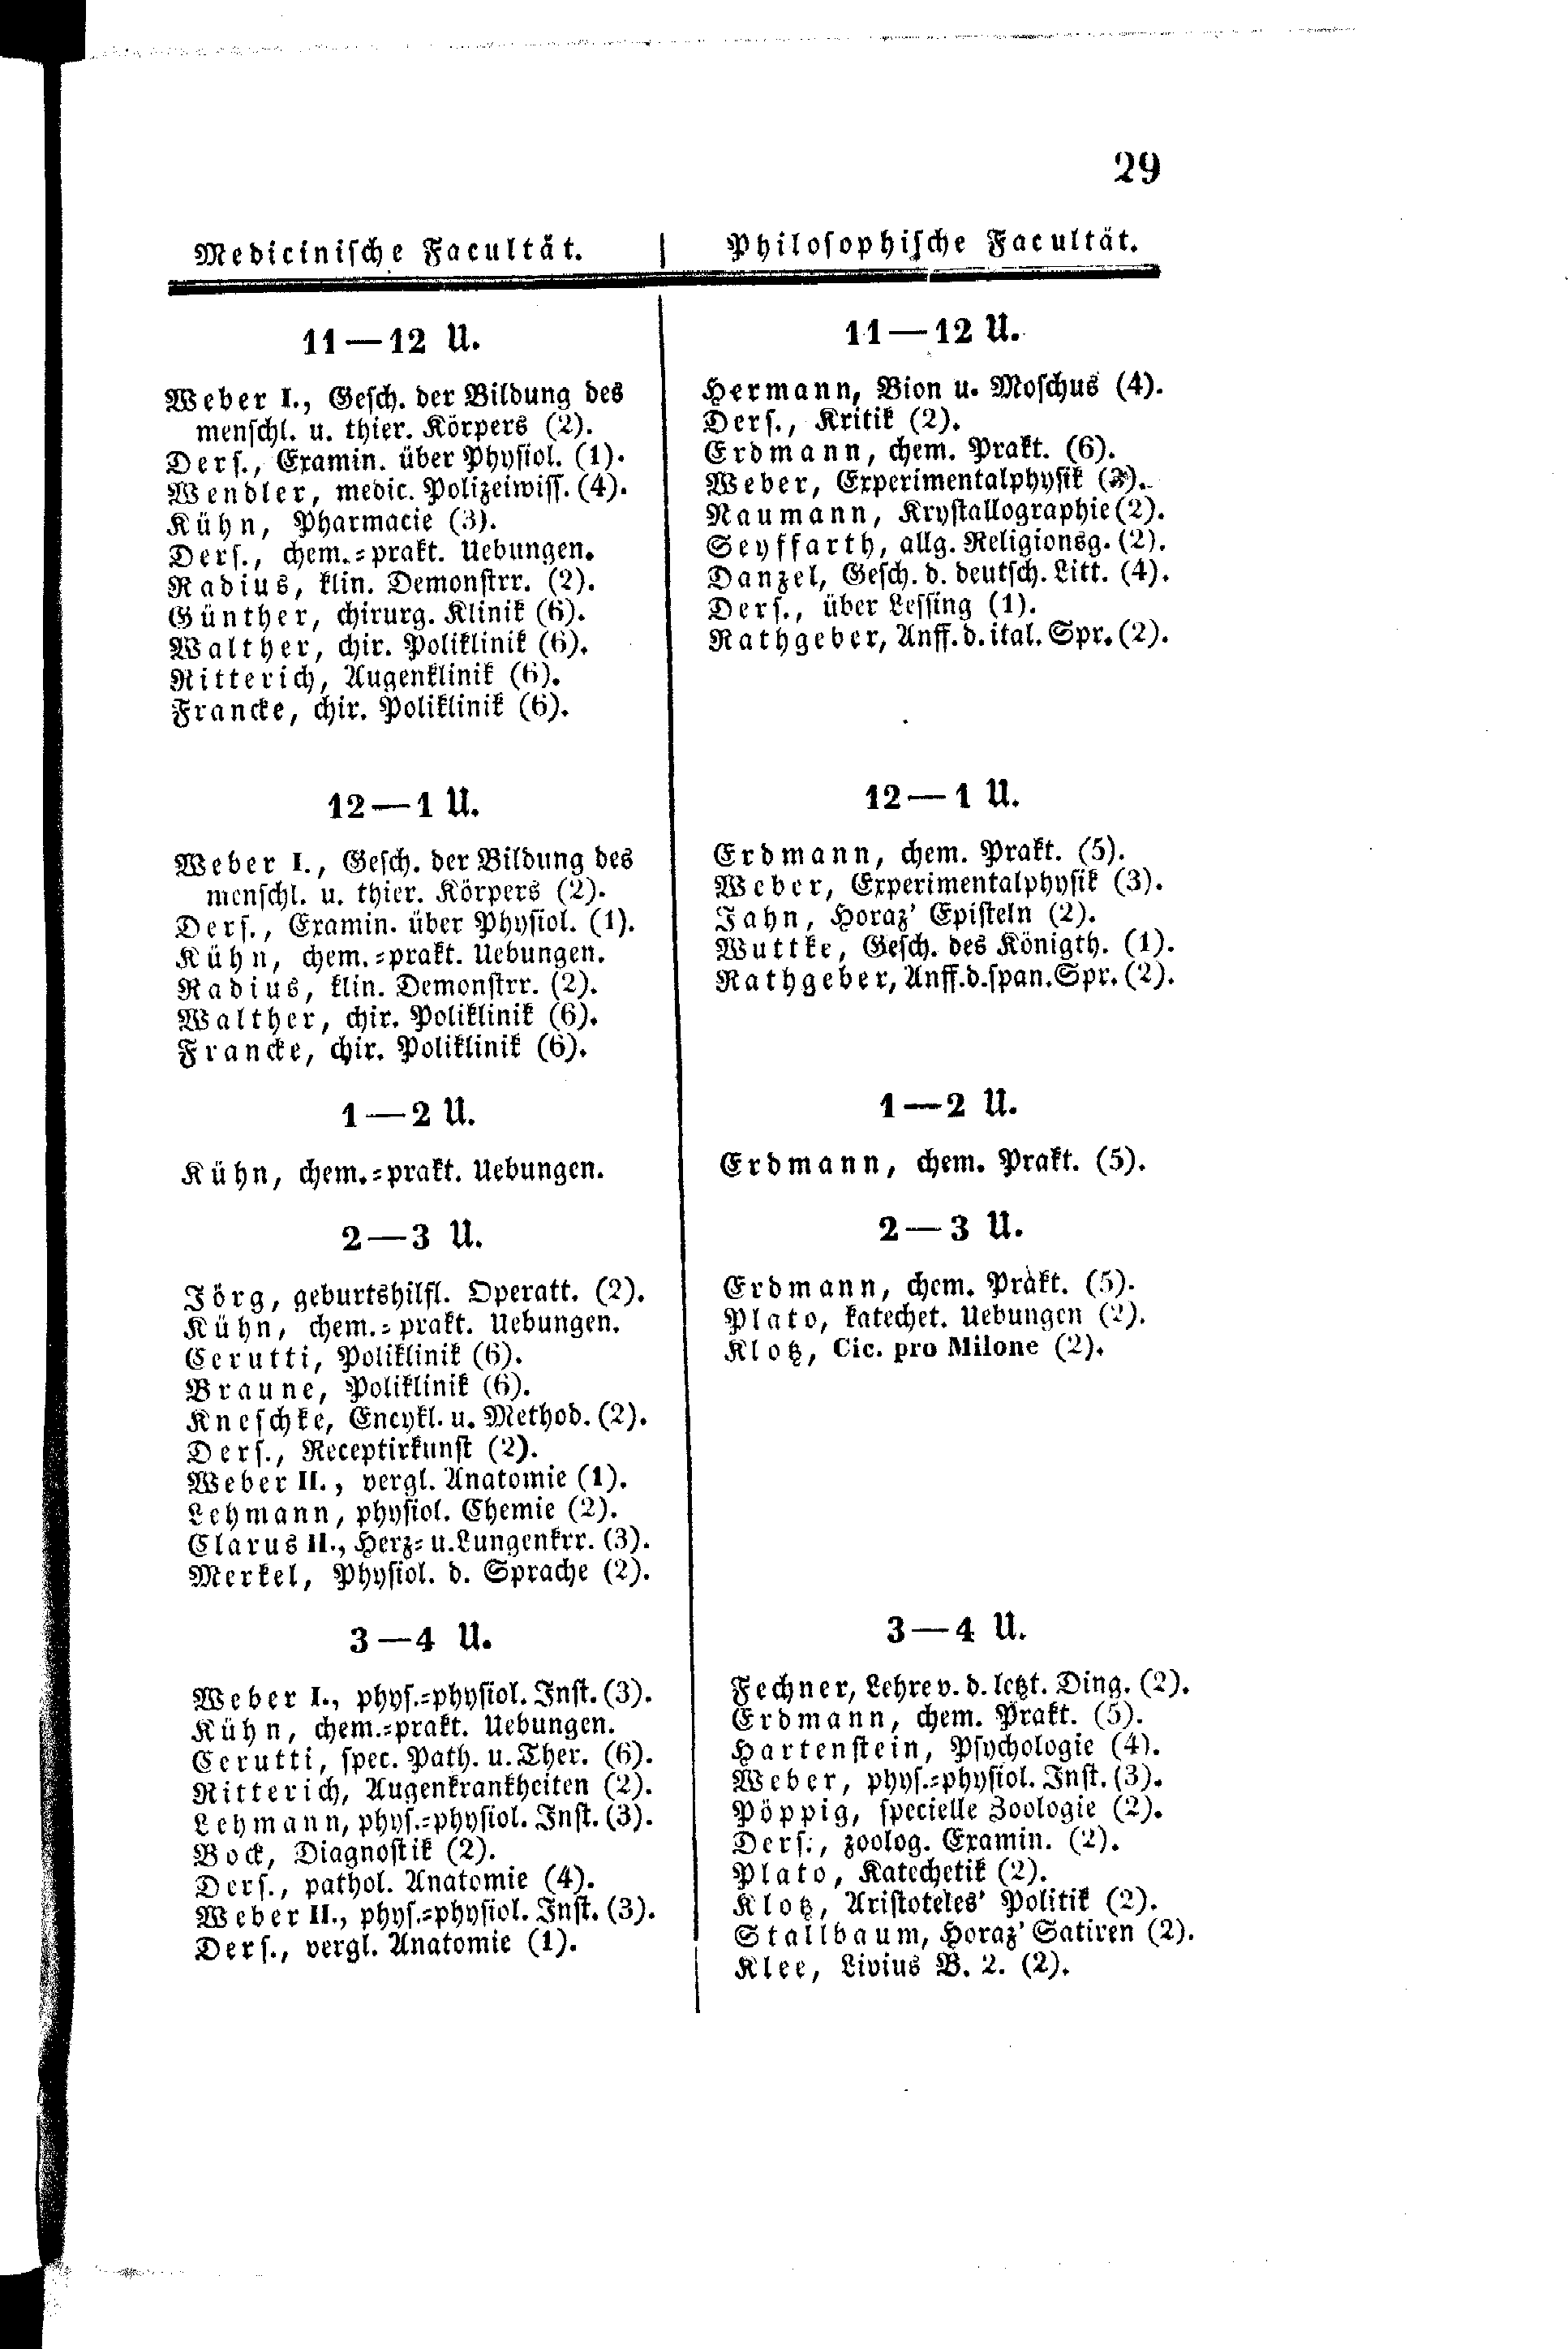 29
Medicinische Facultät.
11—12 U.
Weber I., Gesch. der Bildung des
menschl. u. thier. Körpers (2).
Ders., Examin. über Physiol. (1).
Wendler, medic. Polizeiwiss. (4).
Kühn, Pharmacie (3).
Ders., chem.-prakt. Uebungen.
Radius, klin. Demonstrr. (2).
Günther, chirurg. Klinik (6).
Walther, chir. Poliklinik (6).
Ritterich, Augenklinik (6).
Francke, chir. Poliklinik (6).
12—1 U.
Weber I., Gesch. der Bildung des
menschl. u. thier. Körpers (2).
Ders., Examin. über Physiol. (1).
Kühn, chem.-prakt. Uebungen.
Radius, klin. Demonstrr. (2).
Walther, chir. Poliklinik (6).
Francke, chir. Poliklinik (6).
1—2 U.
Kühn, chem.-prakt. Uebungen.
2—3 U.
Jörg, geburtshilfl. Operatt. (2).
Kühn, chem.-prakt. Uebungen.
Cerutti, Poliklinik (6).
Braune, Poliklinik (6).
Kneschke, Encykl. u. Method. (2).
Ders., Receptirkunst (2).
Weber II., vergl. Anatomie (1).
Lehmann, physiol. Chemie (2).
Clarus II., Herz- u. Lungenkrr. (3).
Merkel, Physiol. d. Sprache (2).
3—4 U.
Weber I., phys.-physiol. Inst. (3).
Kühn, chem.-prakt. Uebungen.
Cerutti, spec. Path. u. Ther. (6).
Ritterich, Augenkrankheiten (2).
Lehmann, phys.-physiol. Inst. (3).
Bock, Diagnostik (2).
Ders., pathol. Anatomie (4).
Weber II., phys.-physiol. Inst. (3).
Ders., vergl. Anatomie (1).
Philosophische Facultät.
11—12 U.
Hermann, Bion u. Moschus (4).
Ders., Kritik (2).
Erdmann, chem. Prakt. (6).
Weber, Experimentalphysik
Naumann, Krystallographie (2).
Seyffarth, allg. Religionsg. (2).
Danzel, Gesch. d. deutsch. Litt. (4).
Ders., über Lessing (1).
Rathgeber, Anff. d. ital. Spr. (2).
12—1 U.
Erdmann, chem. Prakt. (5).
Weber, Experimentalphysik (3).
Jahn, Horaz' Episteln (2).
Wuttke, Gesch. des Königth. (1).
Rathgeber, Anff. d. span. Spr. (2).
1—2 U.
Erdmann, chem. Prakt. (5).
2—3 U.
Erdmann, chem. Prakt. (5).
Plato, katechet. Uebungen (2).
Klotz, Cic. pro Milone (2).
3—4 U.
Fechner, Lehre v. d. letzt. Ding. (2).
Erdmann, chem. Prakt. (5).
Hartenstein, Psychologie (4).
Weber, phys.-physiol. Inst. (3).
Pöppig, specielle Zoologie (2).
Ders., zoolog. Examin. (2).
Plato, Katechetik (2).
Klotz, Aristoteles' Politik (2).
Stallbaum, Horaz' Satiren (2).
Klee, Livius B. 2. (2).